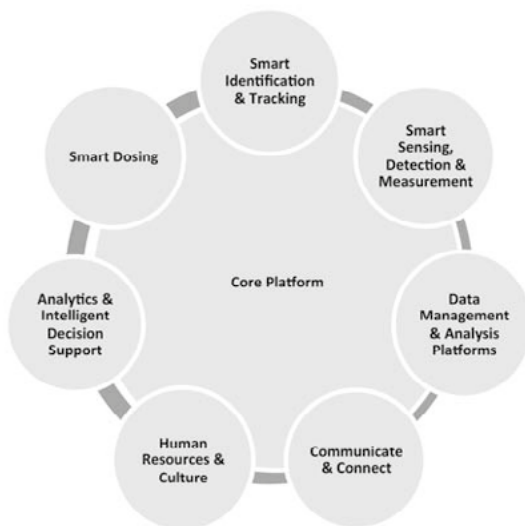 Smart
Identification
& Tracking
Smart
Sensing,
Detection &
Measurement
Data
Management
& Analysis
Platforms
Communicate
& Connect
Human
Resources &
Culture
Analytics &
Intelligent
Decision
Support
Smart Dosing
Core Platform